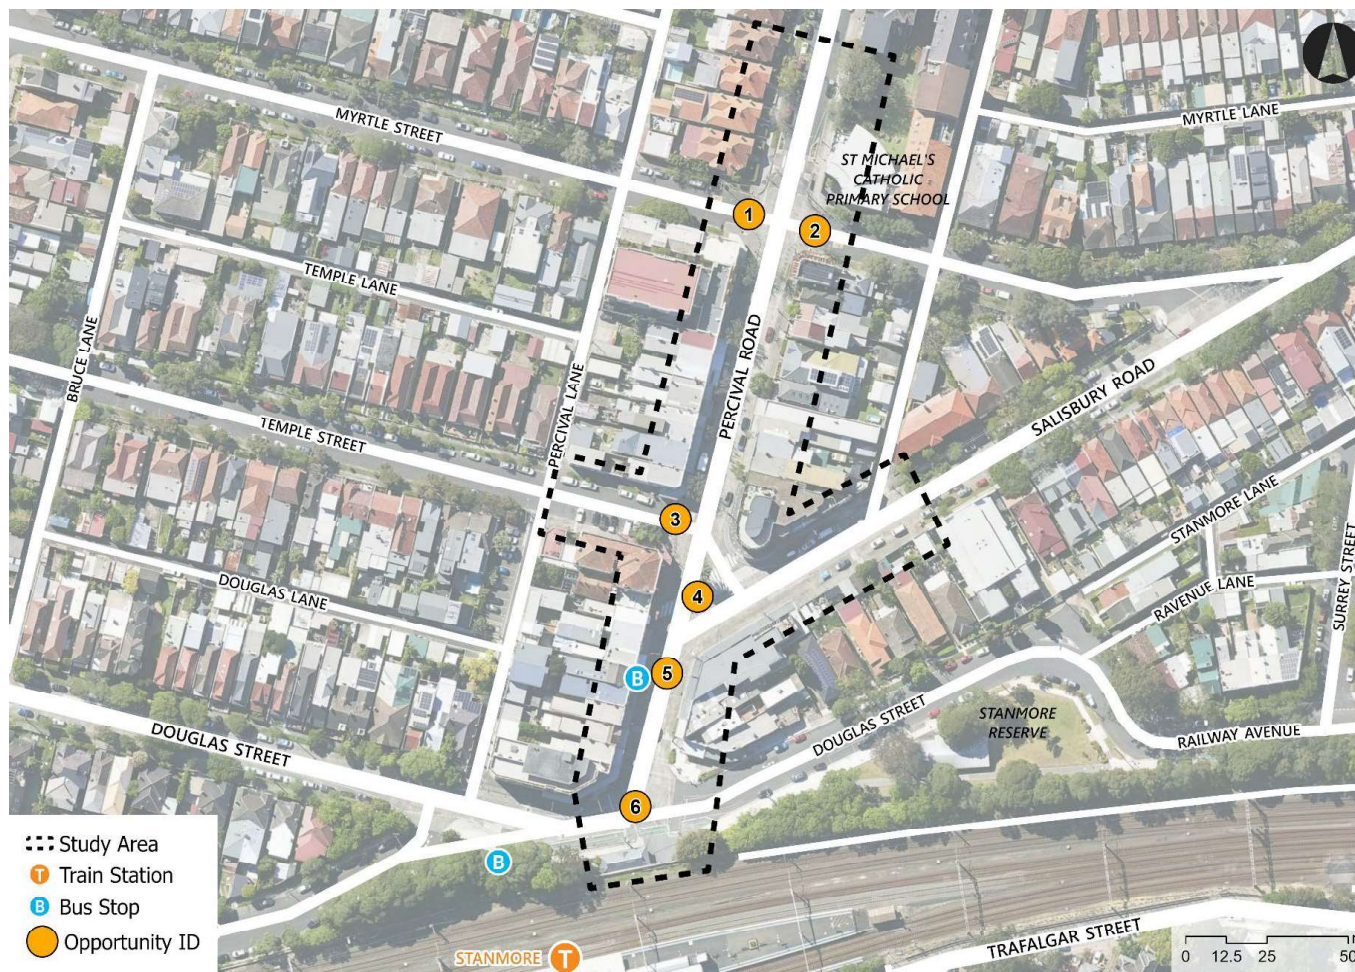 MYRTLE STREET
MYRTLE LANE
ST MICHAEL'S
CATHOLIC
PRIMARY SCHOOL
1
2
TEMPLE LANE
BRUCE LANE
PERCIVAL LANE
PERCIVAL ROAD
SALISBURY ROAD
TEMPLE STREET
3
STANMORE LANE
SURREY STREET
DOUGLAS LANE
4
RAVENUE LANE
B
5
DOUGLAS STREET
STANMORE
RESERVE
DOUGLAS STREET
RAILWAY AVENUE
6
Study Area
T Train Station
B Bus Stop
Opportunity ID
B
STANMORE T
TRAFALGAR STREET
0 12.5 25 50